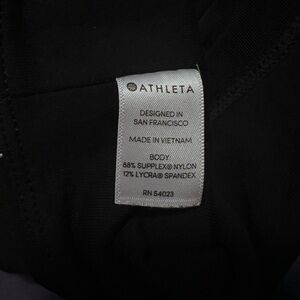 ATHLETA
DESIGNED IN
SAN FRANCISCO
MADE IN VIETNAM
BODY:
88% SUPPLEX® NYLON
12% LYCRA® SPANDEX
RN 54023